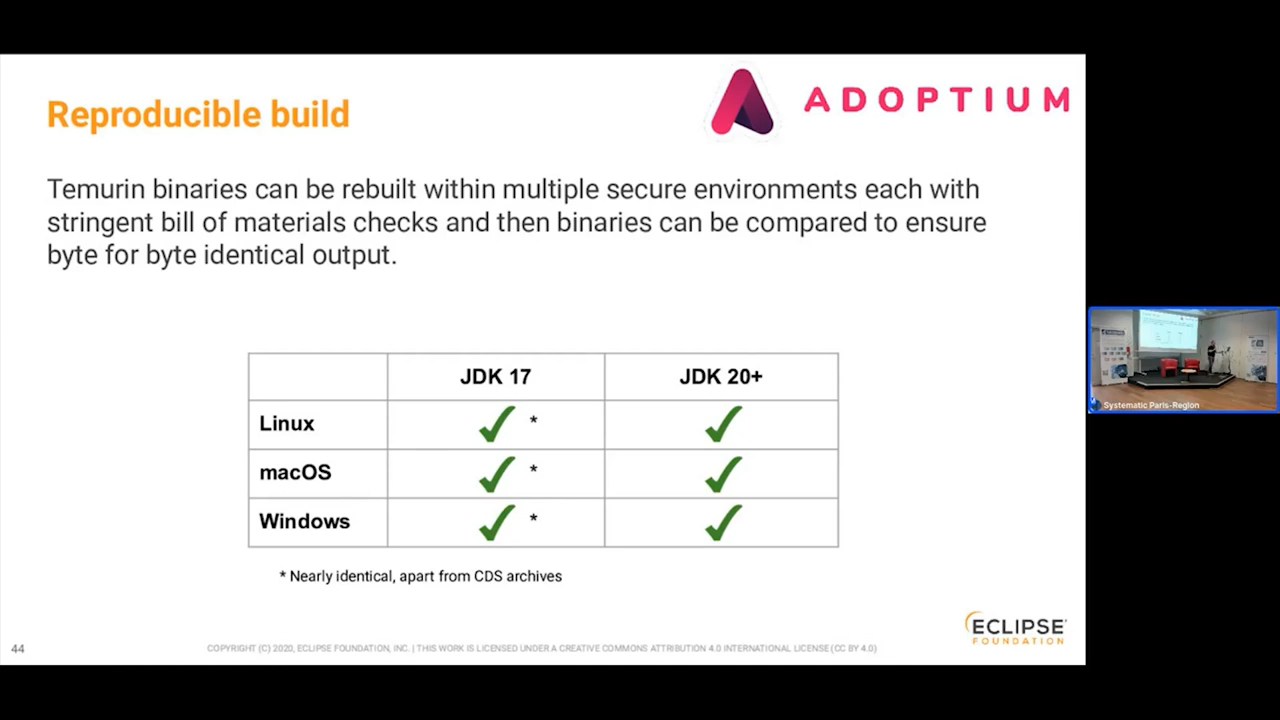 Reproducible build
ADOPTIUM
Temurin binaries can be rebuilt within multiple secure environments each with
stringent bill of materials checks and then binaries can be compared to ensure
byte for byte identical output.
JDK 17 JDK 20+
Linux *
macOS *
Windows *
* Nearly identical, apart from CDS archives
Systematic Paris-Region
ECLIPSE
FOUNDATION
44 COPYRIGHT (C) 2020, ECLIPSE FOUNDATION, INC. | THIS WORK IS LICENSED UNDER A CREATIVE COMMONS ATTRIBUTION 4.0 INTERNATIONAL LICENSE (CC BY 4.0)